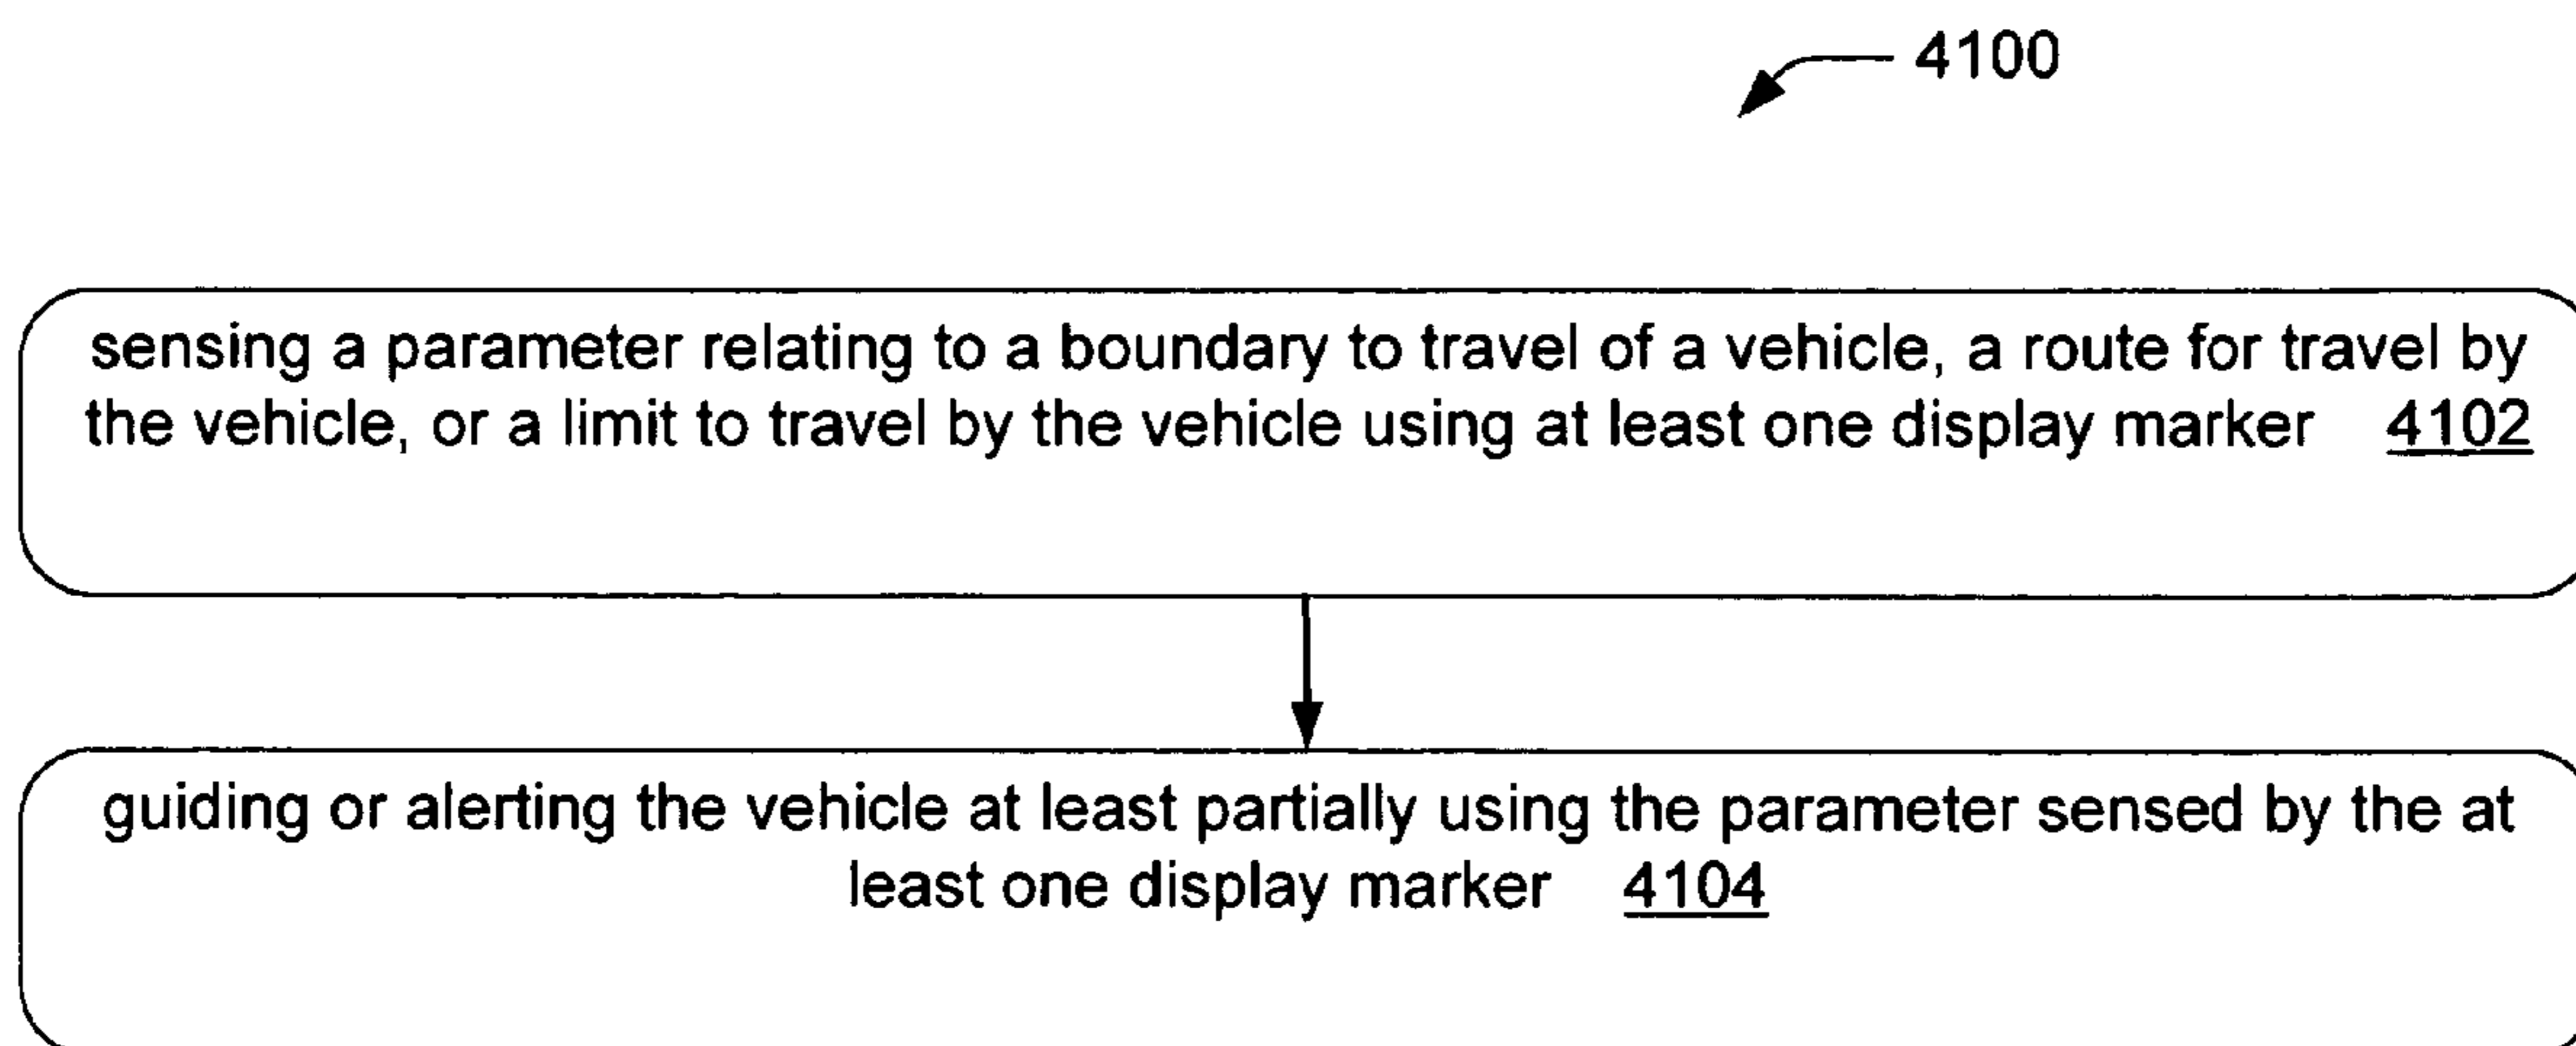 4100
sensing a parameter relating to a boundary to travel of a vehicle, a route for travel by
the vehicle, or a limit to travel by the vehicle using at least one display marker 4102
guiding or alerting the vehicle at least partially using the parameter sensed by the at
least one display marker 4104